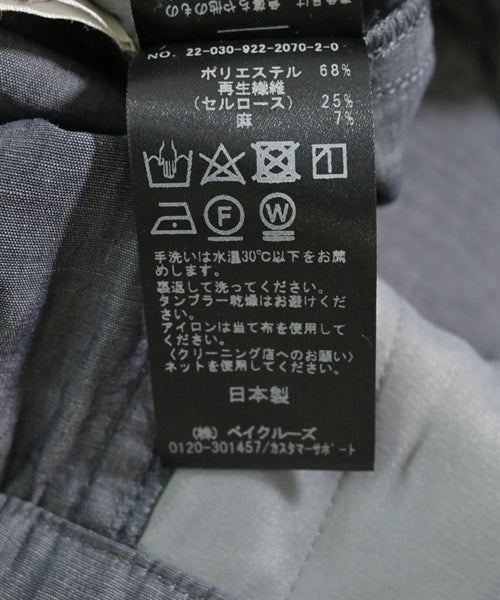 NO. 22-030-922-2070-2-0
ポリエステル 68%
再生繊維
(セルロース) 25%
麻 7%
F
W
手洗いは水温30℃以下をお薦
めします。
裏返して洗ってください。
タンブラー乾燥はお避けくださ
い。
アイロンは当て布を使用して
ください。
〈クリーニング店へのお願い〉
ネットを使用してください。
日本製
(株) ベイクルーズ
0120-301457/カスタマーサポート